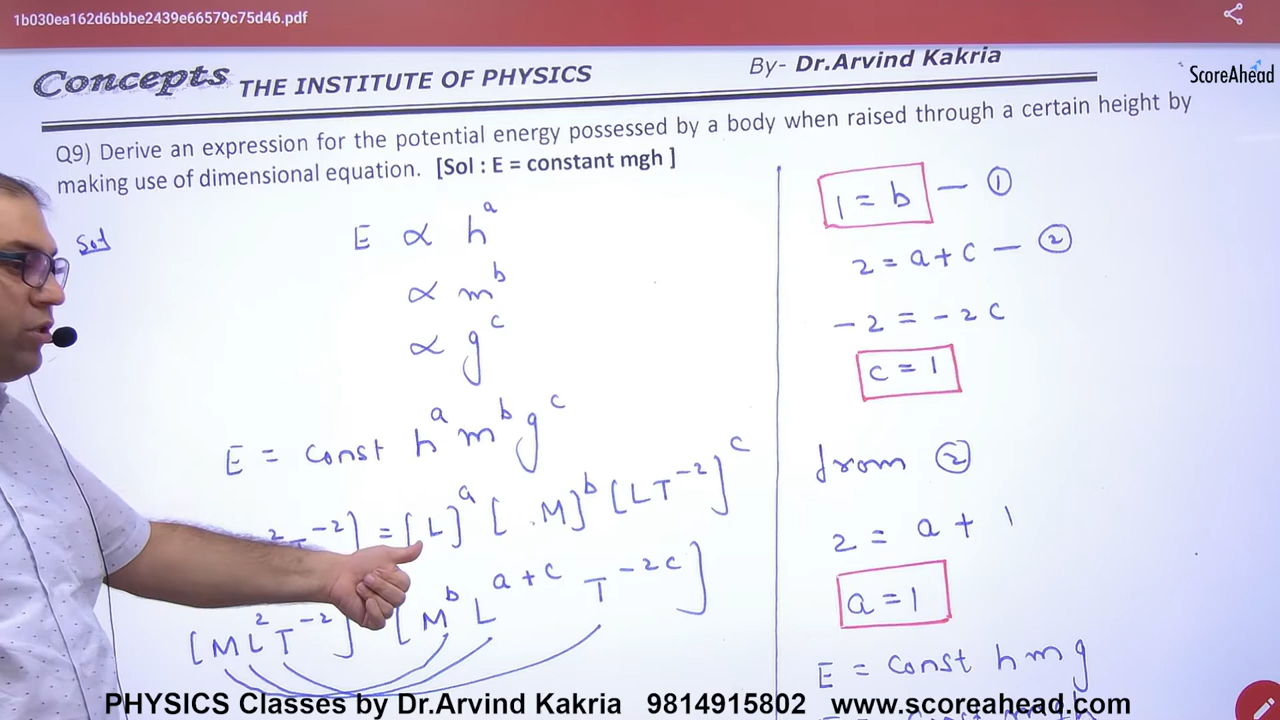 1b030ea162d6bbbe2439e66579c75d46.pdf
Concepts THE INSTITUTE OF PHYSICS
By- Dr.Arvind Kakria
ScoreAhead
Q9) Derive an expression for the potential energy possessed by a body when raised through a certain height by
making use of dimensional equation. [Sol : E = constant mgh ]
Sol
E ∝ h^a
∝ m^b
∝ g^c
E = const h^a m^b g^c
² T^-2] = [L]^a [ M]^b [LT^-2]^c
[ML²T^-2] [M^b L^a+c T^-2c]
1 = b — ①
2 = a + c — ②
-2 = -2c
c = 1
from ②
2 = a + 1
a = 1
E = const h m g
PHYSICS Classes by Dr.Arvind Kakria 9814915802 www.scoreahead.com